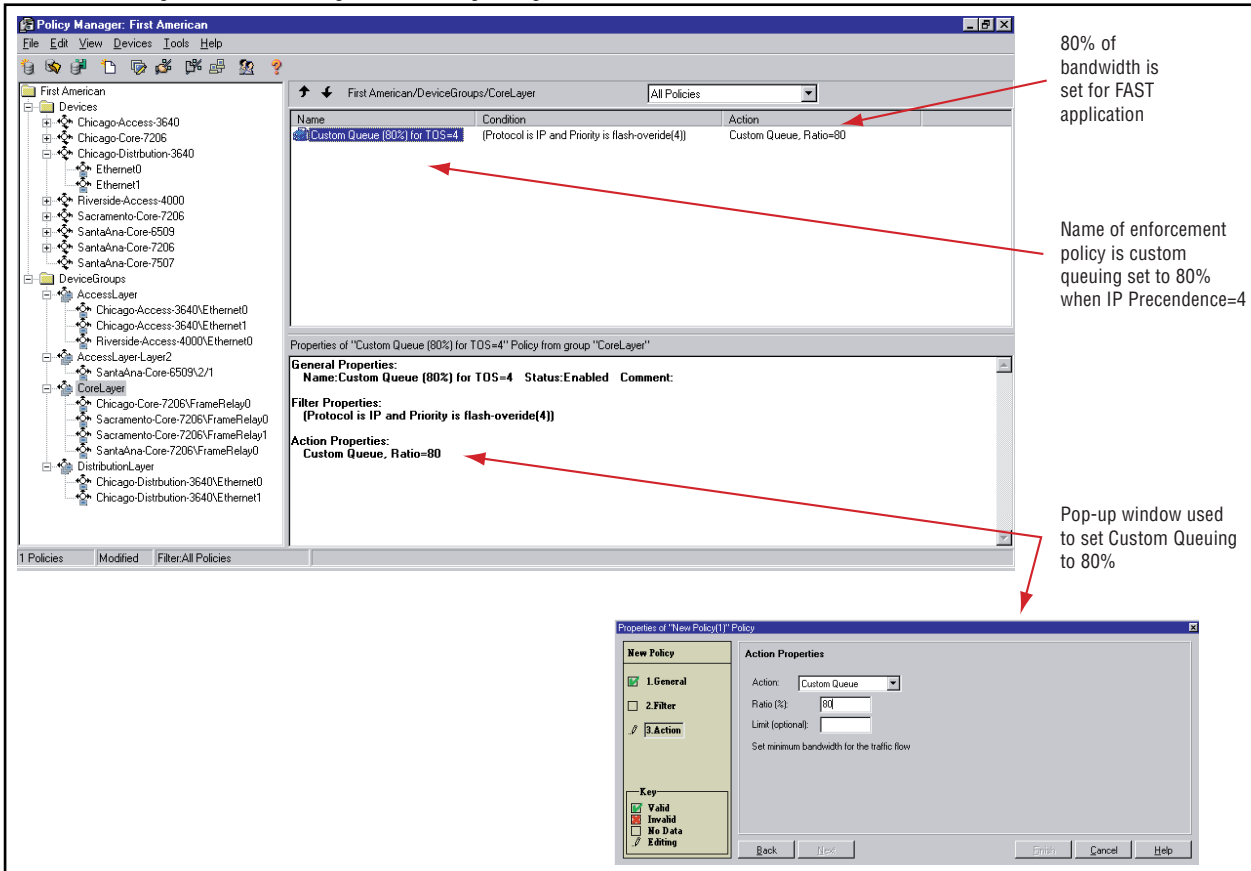 Policy Manager: First American
File Edit View Devices Tools Help
First American
Devices
Chicago-Access-3640
Chicago-Core-7206
Chicago-Distrbution-3640
Ethernet0
Ethernet1
Riverside-Access-4000
Sacramento-Core-7206
SantaAna-Core-6509
SantaAna-Core-7206
SantaAna-Core-7507
DeviceGroups
AccessLayer
Chicago-Access-3640\Ethernet0
Chicago-Access-3640\Ethernet1
Riverside-Access-4000\Ethernet0
AccessLayer-Layer2
SantaAna-Core-6509\2/1
CoreLayer
Chicago-Core-7206\FrameRelay0
Sacramento-Core-7206\FrameRelay0
Sacramento-Core-7206\FrameRelay1
SantaAna-Core-7206\FrameRelay0
DistributionLayer
Chicago-Distrbution-3640\Ethernet0
Chicago-Distrbution-3640\Ethernet1
First American/DeviceGroups/CoreLayer All Policies
Name Condition Action
Custom Queue (80%) for TOS=4 (Protocol is IP and Priority is flash-overide(4)) Custom Queue, Ratio=80
Properties of "Custom Queue (80%) for TOS=4" Policy from group "CoreLayer"
General Properties:
Name:Custom Queue (80%) for TOS=4 Status:Enabled Comment:
Filter Properties:
(Protocol is IP and Priority is flash-overide(4))
Action Properties:
Custom Queue, Ratio=80
1 Policies Modified Filter:All Policies
80% of
bandwidth is
set for FAST
application
Name of enforcement
policy is custom
queuing set to 80%
when IP Precendence=4
Pop-up window used
to set Custom Queuing
to 80%
Properties of "New Policy(1)" Policy
New Policy
1.General
2.Filter
3.Action
Key
Valid
Invalid
No Data
Editing
Action Properties
Action: Custom Queue
Ratio (%): 80
Limit (optional):
Set minimum bandwidth for the traffic flow
Back Next Finish Cancel Help